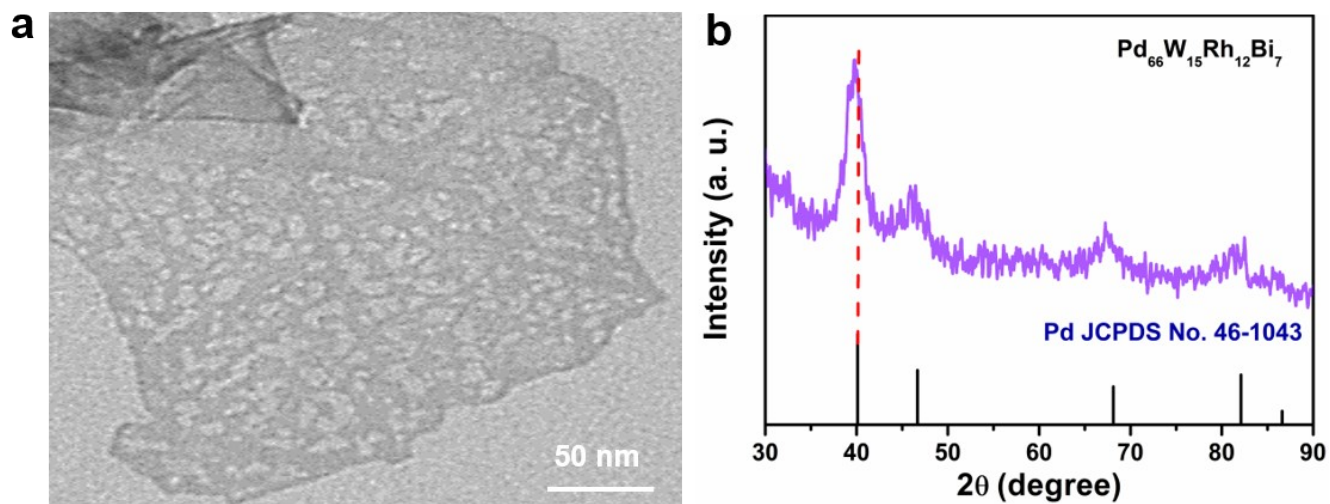 a
50 nm
b
Pd₆₆W₁₅Rh₁₂Bi₇
Pd JCPDS No. 46-1043
Intensity (a. u.)
30 40 50 60 70 80 90
2θ (degree)